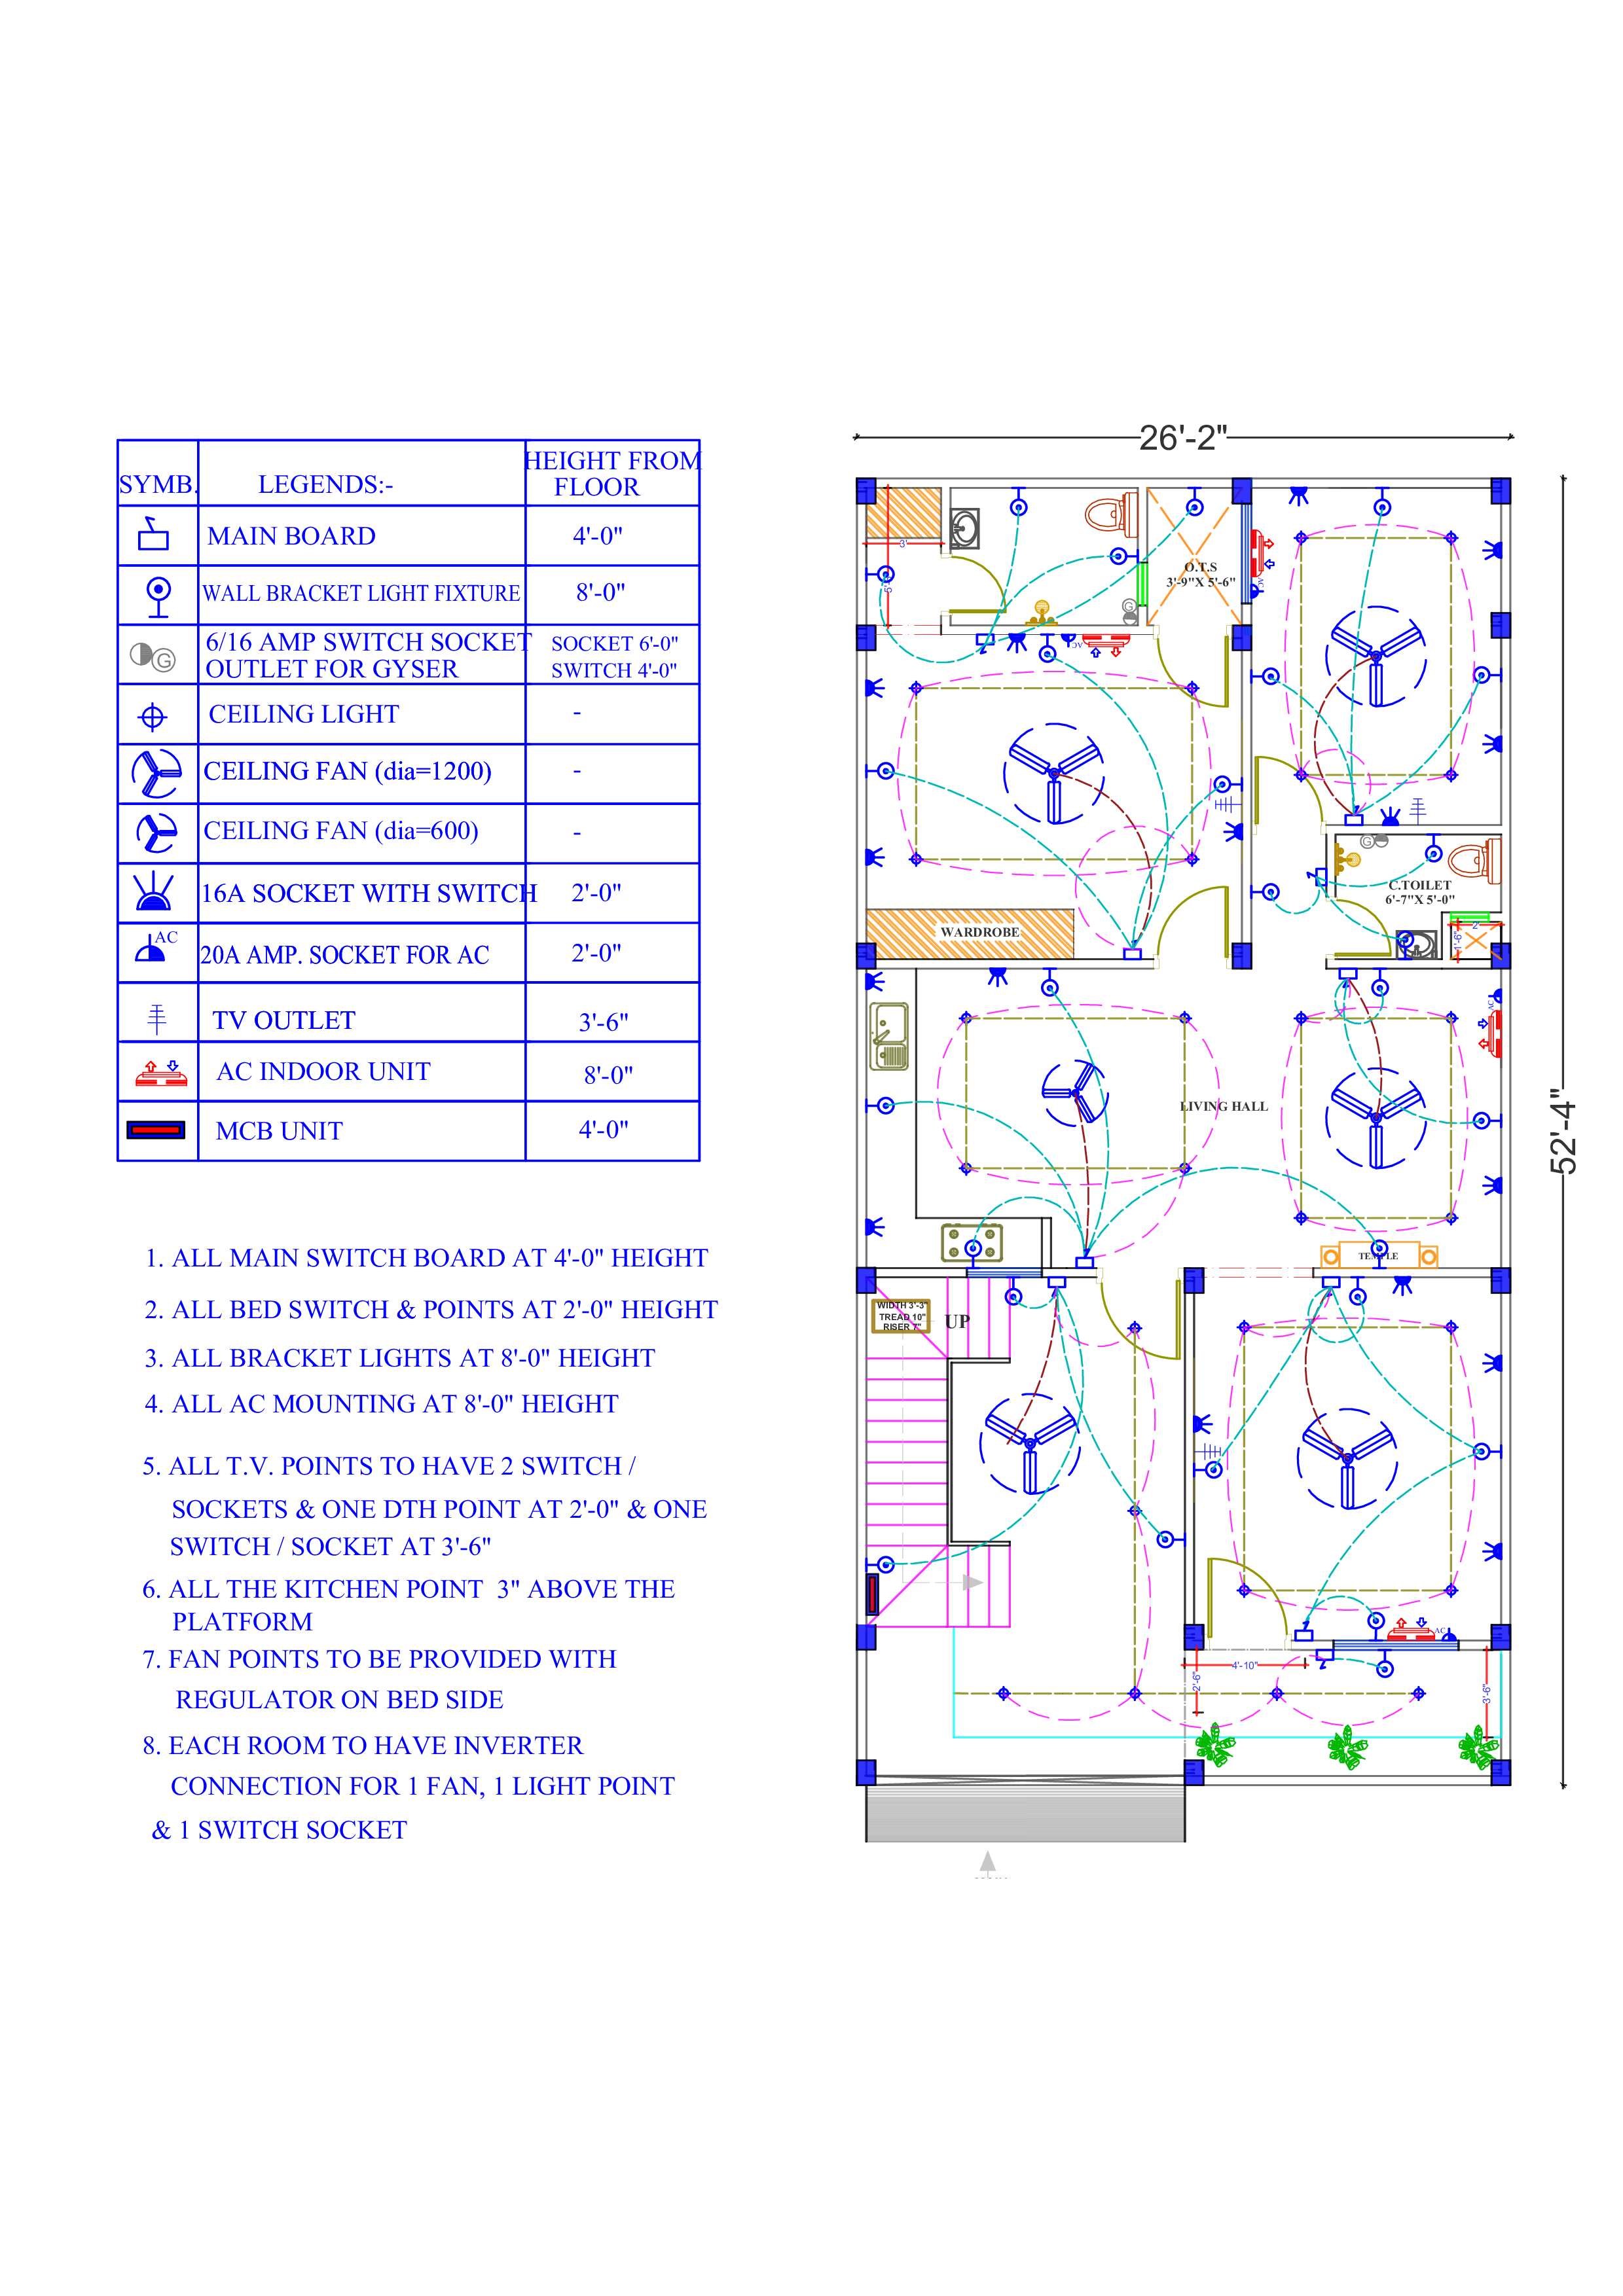 SYMB.
LEGENDS:-
HEIGHT FROM
FLOOR
MAIN BOARD
4'-0"
WALL BRACKET LIGHT FIXTURE
8'-0"
6/16 AMP SWITCH SOCKET
OUTLET FOR GYSER
SOCKET 6'-0"
SWITCH 4'-0"
G
CEILING LIGHT
-
CEILING FAN (dia=1200)
-
CEILING FAN (dia=600)
-
16A SOCKET WITH SWITCH
2'-0"
AC
20A AMP. SOCKET FOR AC
2'-0"
TV OUTLET
3'-6"
AC INDOOR UNIT
8'-0"
MCB UNIT
4'-0"
1. ALL MAIN SWITCH BOARD AT 4'-0" HEIGHT
2. ALL BED SWITCH & POINTS AT 2'-0" HEIGHT
3. ALL BRACKET LIGHTS AT 8'-0" HEIGHT
4. ALL AC MOUNTING AT 8'-0" HEIGHT
5. ALL T.V. POINTS TO HAVE 2 SWITCH /
SOCKETS & ONE DTH POINT AT 2'-0" & ONE
SWITCH / SOCKET AT 3'-6"
6. ALL THE KITCHEN POINT 3" ABOVE THE
PLATFORM
7. FAN POINTS TO BE PROVIDED WITH
REGULATOR ON BED SIDE
8. EACH ROOM TO HAVE INVERTER
CONNECTION FOR 1 FAN, 1 LIGHT POINT
& 1 SWITCH SOCKET
26'-2"
52'-4"
3'
O.T.S
3'-9"X 5'-6"
AC
G
AC
G
C.TOILET
6'-7"X 5'-0"
2'
1'-6"
WARDROBE
AC
LIVING HALL
TEMPLE
WIDTH 3'-3"
TREAD 10"
RISER 7"
UP
AC
4'-10"
2'-6"
3'-6"